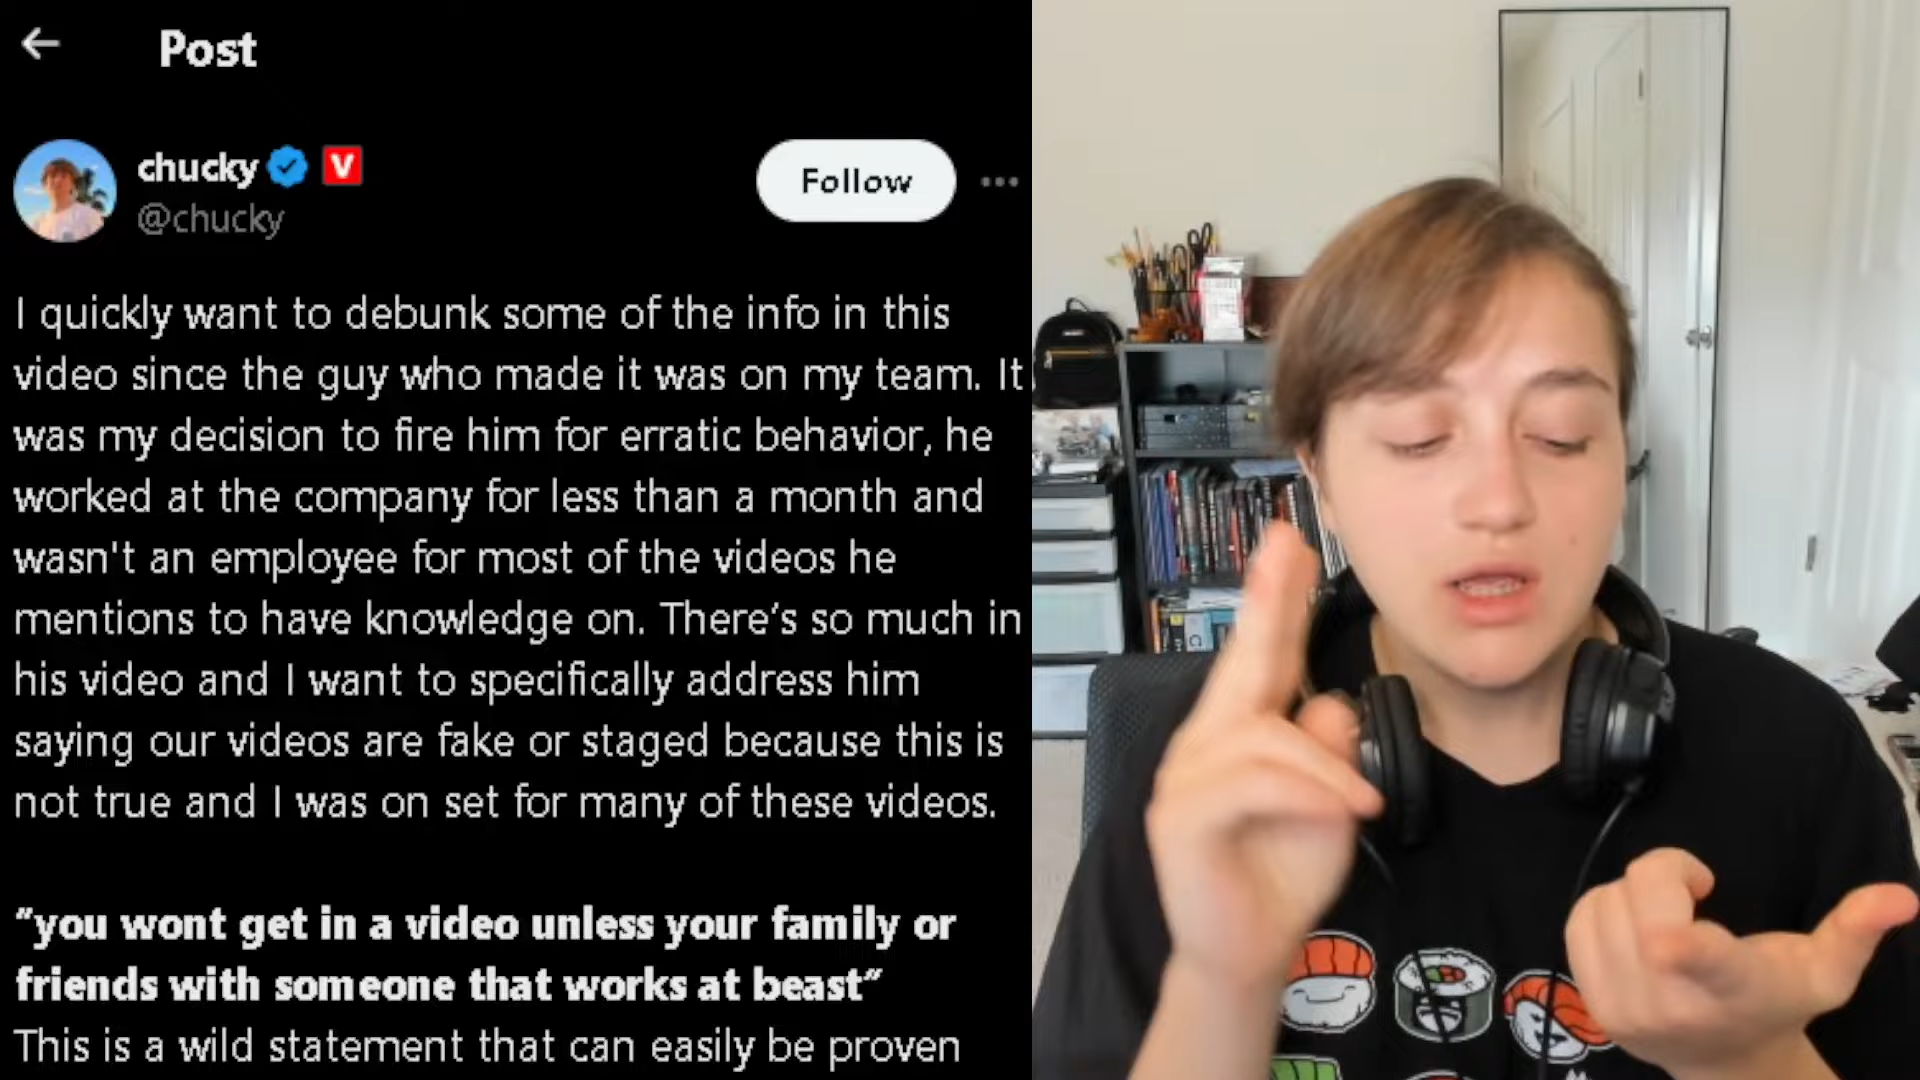 Post
chucky
V
@chucky
Follow
I quickly want to debunk some of the info in this
video since the guy who made it was on my team. It
was my decision to fire him for erratic behavior, he
worked at the company for less than a month and
wasn't an employee for most of the videos he
mentions to have knowledge on. There’s so much in
his video and I want to specifically address him
saying our videos are fake or staged because this is
not true and I was on set for many of these videos.
“you wont get in a video unless your family or
friends with someone that works at beast”
This is a wild statement that can easily be proven